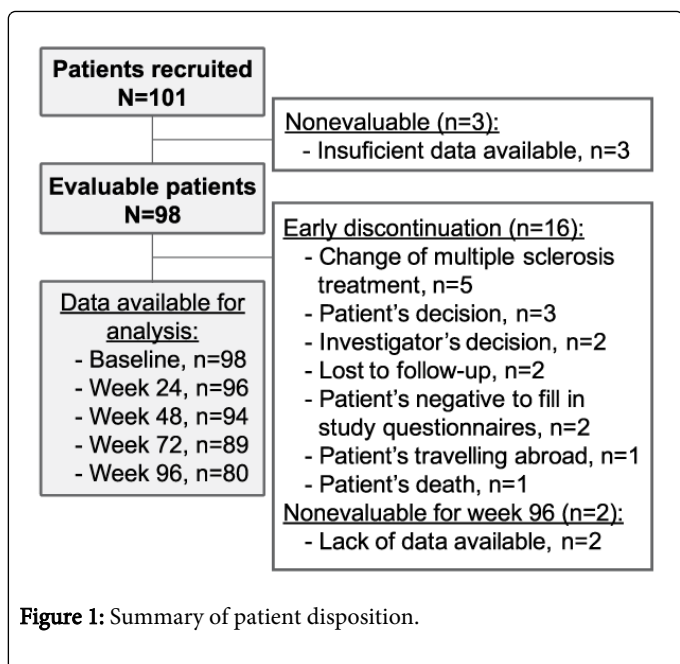 Patients recruited
N=101
Nonevaluable (n=3):
- Insuficient data available, n=3
Evaluable patients
N=98
Early discontinuation (n=16):
- Change of multiple sclerosis
treatment, n=5
- Patient's decision, n=3
- Investigator's decision, n=2
- Lost to follow-up, n=2
- Patient's negative to fill in
study questionnaires, n=2
- Patient's travelling abroad, n=1
- Patient's death, n=1
Nonevaluable for week 96 (n=2):
- Lack of data available, n=2
Data available for
analysis:
- Baseline, n=98
- Week 24, n=96
- Week 48, n=94
- Week 72, n=89
- Week 96, n=80
Figure 1: Summary of patient disposition.